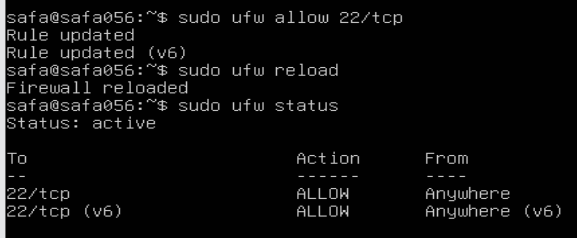 safa@safa056:~$ sudo ufw allow 22/tcp
Rule updated
Rule updated (v6)
safa@safa056:~$ sudo ufw reload
Firewall reloaded
safa@safa056:~$ sudo ufw status
Status: active
To Action From
-- ------ ----
22/tcp ALLOW Anywhere
22/tcp (v6) ALLOW Anywhere (v6)